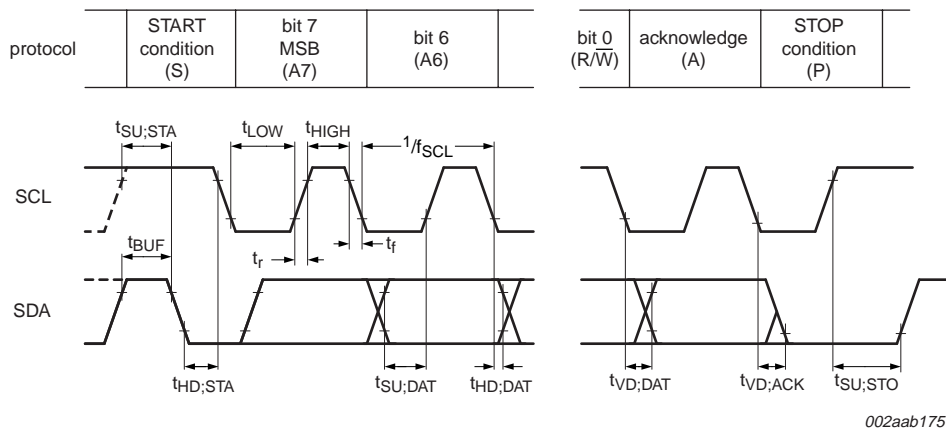 protocol
START
condition
(S)
bit 7
MSB
(A7)
bit 6
(A6)
bit 0
(R/W̅)
acknowledge
(A)
STOP
condition
(P)
tSU;STA
tLOW
tHIGH
1/fSCL
SCL
tBUF
tr
tf
SDA
tHD;STA
tSU;DAT
tHD;DAT
tVD;DAT
tVD;ACK
tSU;STO
002aab175